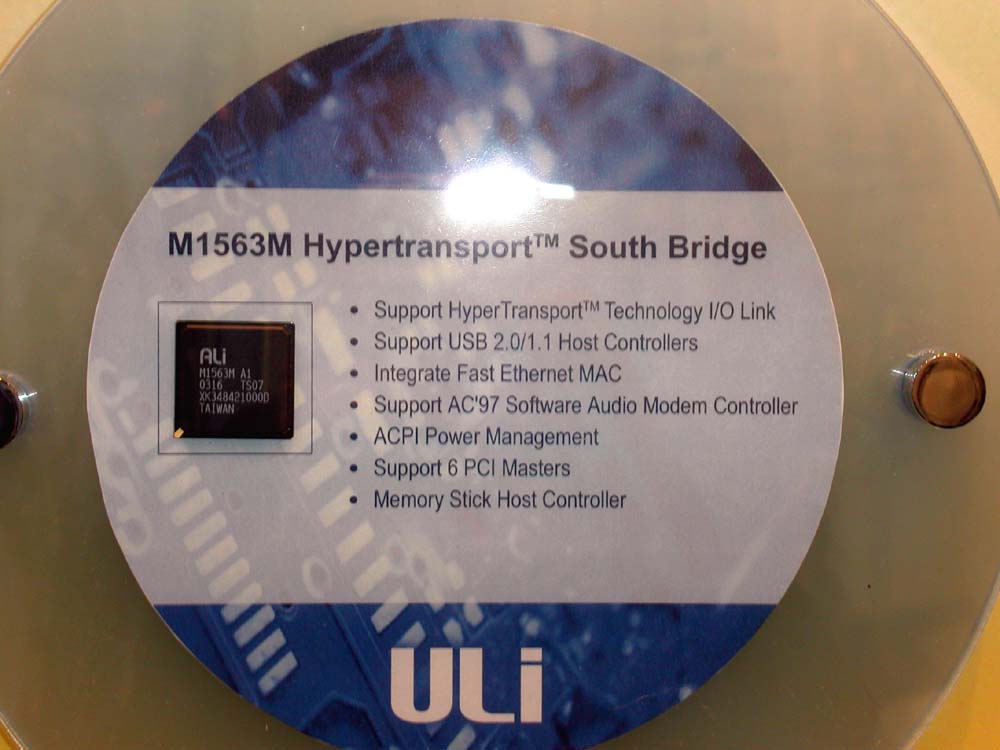 M1563M Hypertransport™ South Bridge
• Support HyperTransport™ Technology I/O Link
• Support USB 2.0/1.1 Host Controllers
• Integrate Fast Ethernet MAC
• Support AC'97 Software Audio Modem Controller
• ACPI Power Management
• Support 6 PCI Masters
• Memory Stick Host Controller
ALi
M1563M A1
0316 TS07
XK348421000D
TAIWAN
ULi